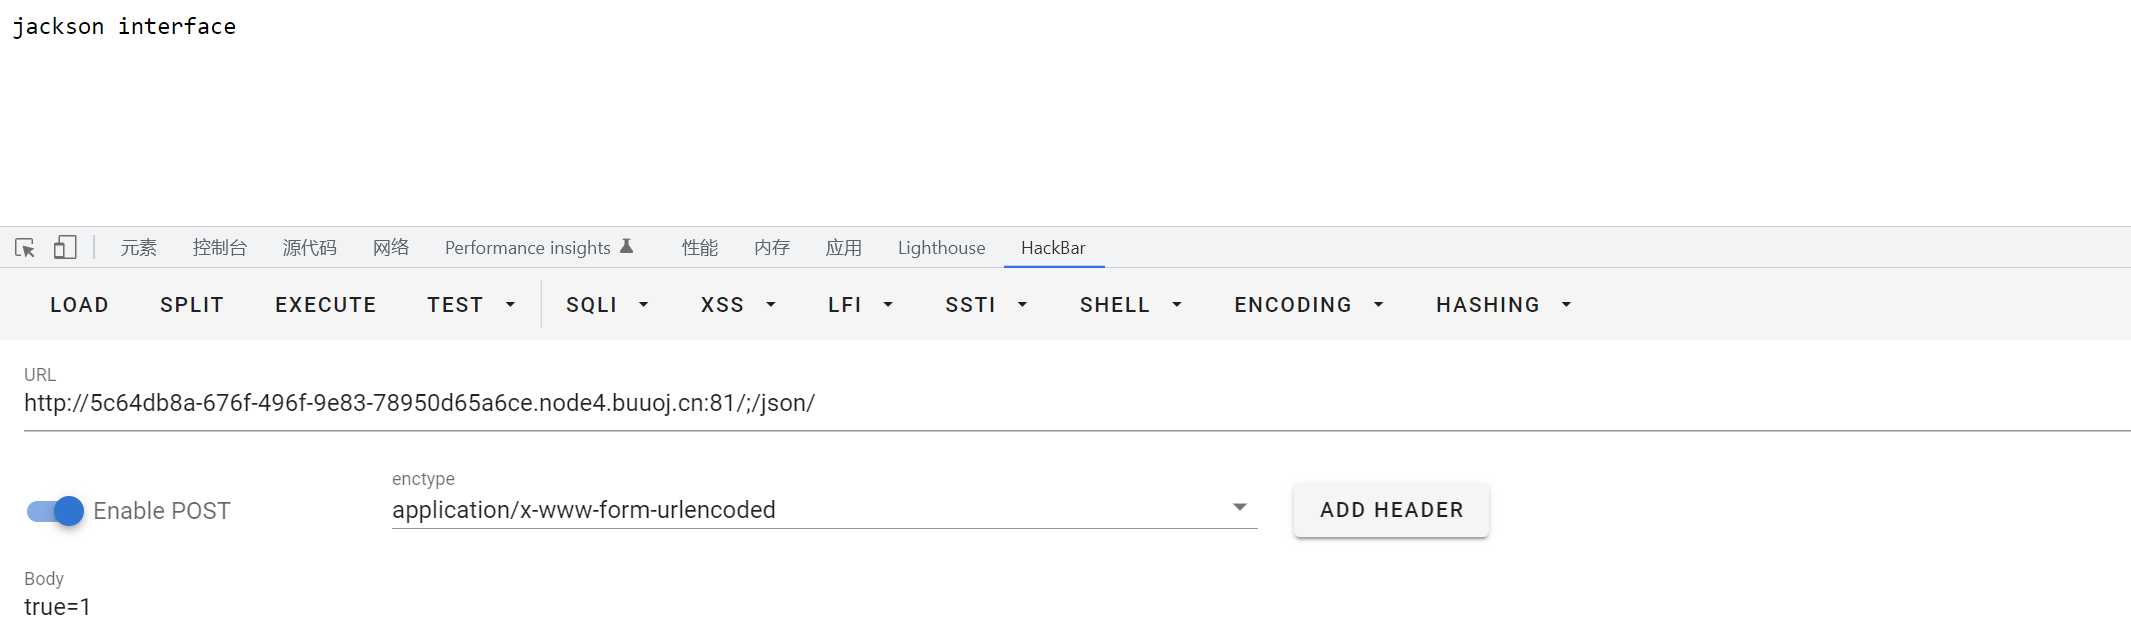 jackson interface
元素 控制台 源代码 网络 Performance insights 性能 内存 应用 Lighthouse HackBar
LOAD SPLIT EXECUTE TEST SQLI XSS LFI SSTI SHELL ENCODING HASHING
URL
http://5c64db8a-676f-496f-9e83-78950d65a6ce.node4.buuoj.cn:81/;/json/
enctype
Enable POST application/x-www-form-urlencoded ADD HEADER
Body
true=1